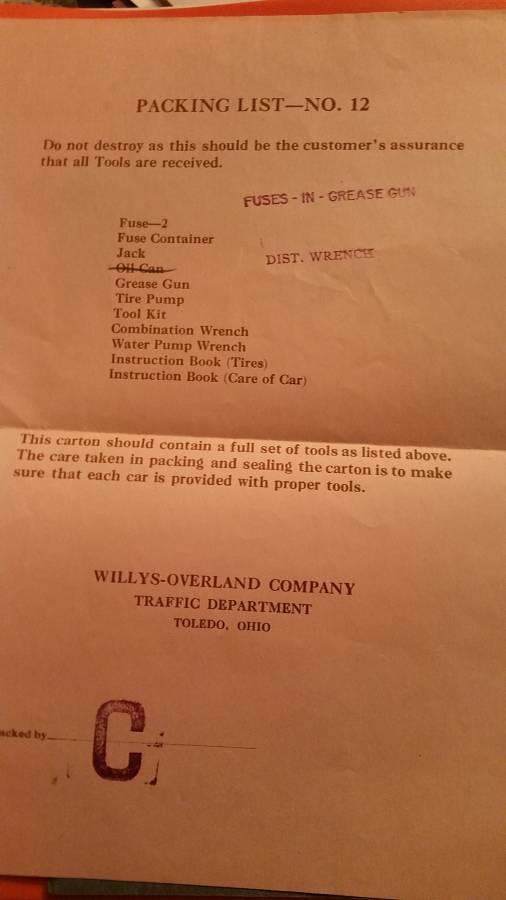 PACKING LIST—NO. 12
Do not destroy as this should be the customer's assurance
that all Tools are received.
FUSES - IN - GREASE GUN
Fuse—2
Fuse Container
Jack
DIST. WRENCH
Oil Can
Grease Gun
Tire Pump
Tool Kit
Combination Wrench
Water Pump Wrench
Instruction Book (Tires)
Instruction Book (Care of Car)
This carton should contain a full set of tools as listed above.
The care taken in packing and sealing the carton is to make
sure that each car is provided with proper tools.
WILLYS-OVERLAND COMPANY
TRAFFIC DEPARTMENT
TOLEDO, OHIO
acked by
C